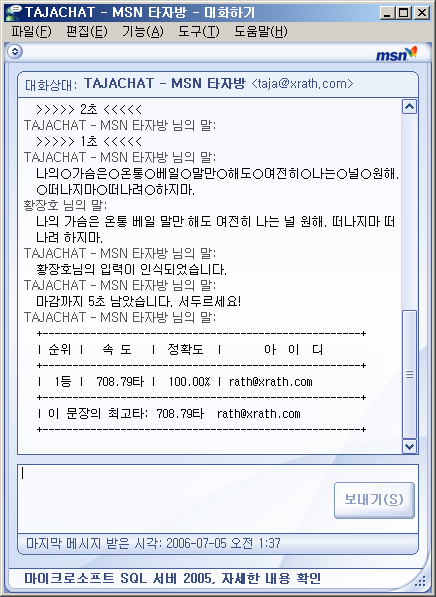 TAJACHAT - MSN 타자방 - 대화하기
파일(F) 편집(E) 기능(A) 도구(T) 도움말(H)
msn
대화상대: TAJACHAT - MSN 타자방 <taja@xrath.com>
>>>>> 2초 <<<<<
TAJACHAT - MSN 타자방 님의 말:
>>>>> 1초 <<<<<
TAJACHAT - MSN 타자방 님의 말:
나의○가슴은○온통○베일○말만○해도○여전히○나는○널○원해.
○떠나지마○떠나려○하지마.
황장호 님의 말:
나의 가슴은 온통 베일 말만 해도 여전히 나는 널 원해. 떠나지마 떠
나려 하지마.
TAJACHAT - MSN 타자방 님의 말:
황장호님의 입력이 인식되었습니다.
TAJACHAT - MSN 타자방 님의 말:
마감까지 5초 남았습니다. 서두르세요!
TAJACHAT - MSN 타자방 님의 말:
| 순위 | 속 도 | 정확도 | 아 이 디
| 1등 | 708.79타 | 100.00% | rath@xrath.com
| 이 문장의 최고타: 708.79타 rath@xrath.com
보내기(S)
마지막 메시지 받은 시각: 2006-07-05 오전 1:37
마이크로소프트 SQL 서버 2005, 자세한 내용 확인